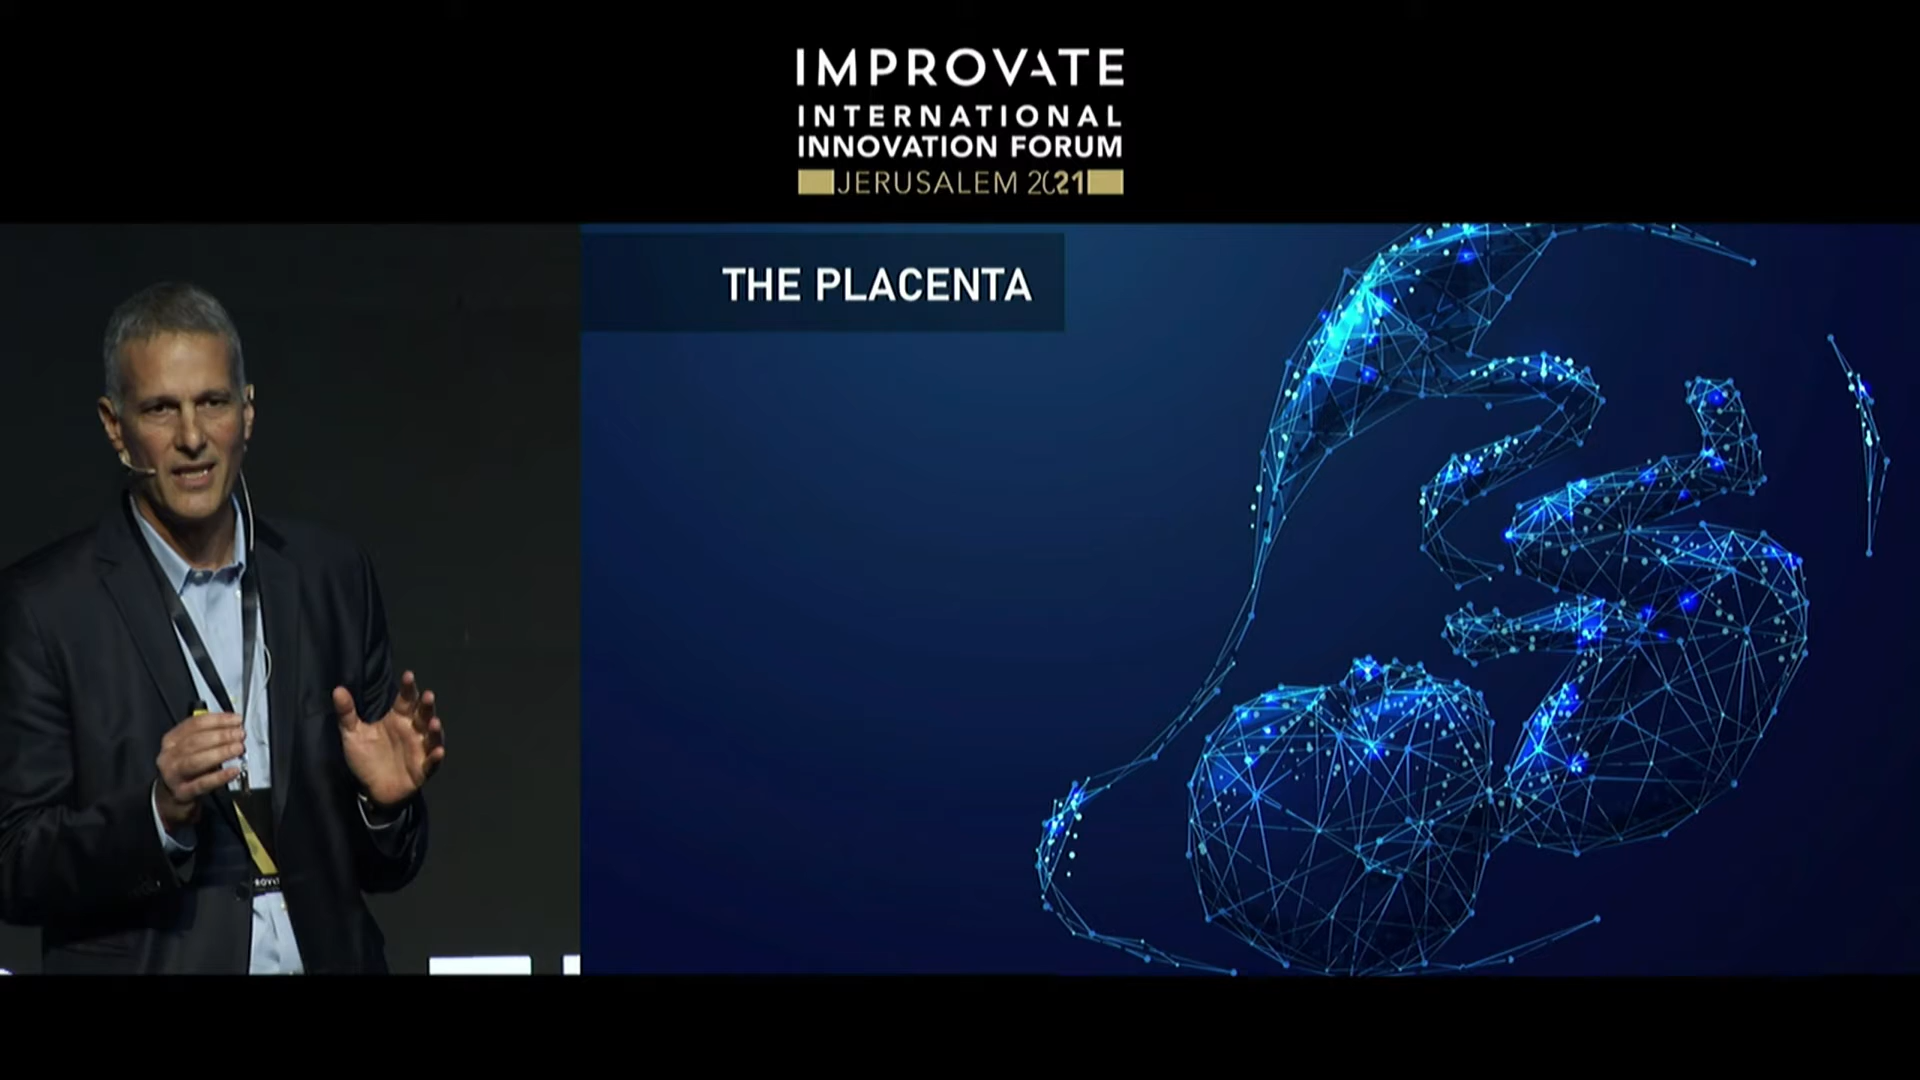 IMPROVATE
INTERNATIONAL
INNOVATION FORUM
JERUSALEM 2021
THE PLACENTA